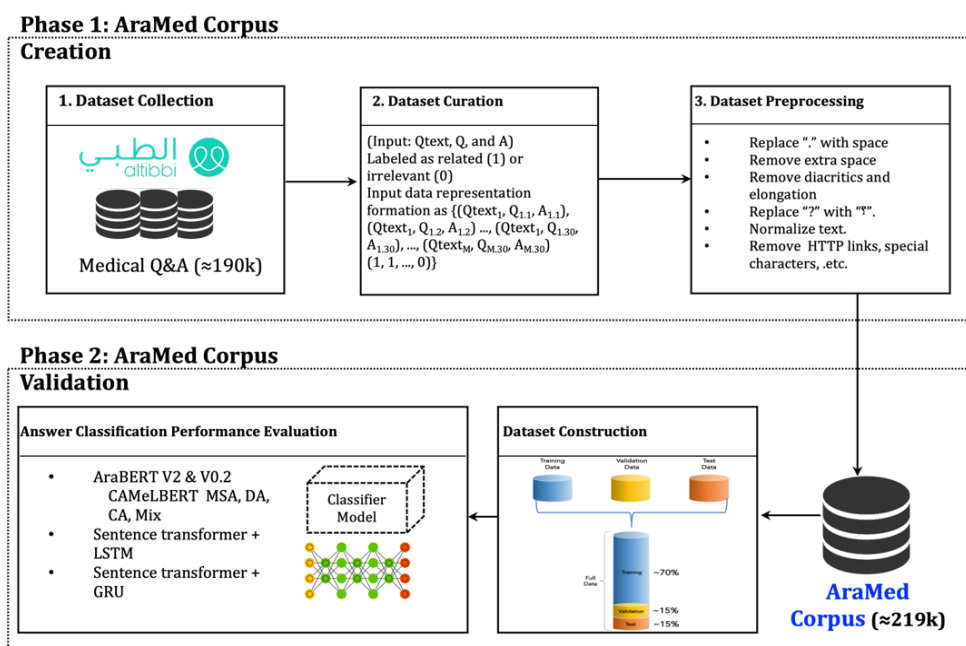 Phase 1: AraMed Corpus
Creation
1. Dataset Collection
الطبي
altibbi
Medical Q&A (≈190k)
2. Dataset Curation
(Input: Qtext, Q, and A)
Labeled as related (1) or
irrelevant (0)
Input data representation
formation as {(Qtext₁, Q₁.₁, A₁.₁),
(Qtext₁, Q₁.₂, A₁.₂) ..., (Qtext₁, Q₁.₃₀,
A₁.₃₀), ..., (Qtext_M, Q_M.₃₀, A_M.₃₀)
(1, 1, ..., 0)}
3. Dataset Preprocessing
• Replace “.” with space
• Remove extra space
• Remove diacritics and
elongation
• Replace “?” with “؟”.
• Normalize text.
• Remove HTTP links, special
characters, .etc.
Phase 2: AraMed Corpus
Validation
Answer Classification Performance Evaluation
• AraBERT V2 & V0.2
CAMeLBERT MSA, DA,
CA, Mix
• Sentence transformer +
LSTM
• Sentence transformer +
GRU
Classifier
Model
Dataset Construction
Training
Data
Validation
Data
Test
Data
Full
Data
Training
~70%
Validation
~15%
Test
~15%
AraMed
Corpus (≈219k)